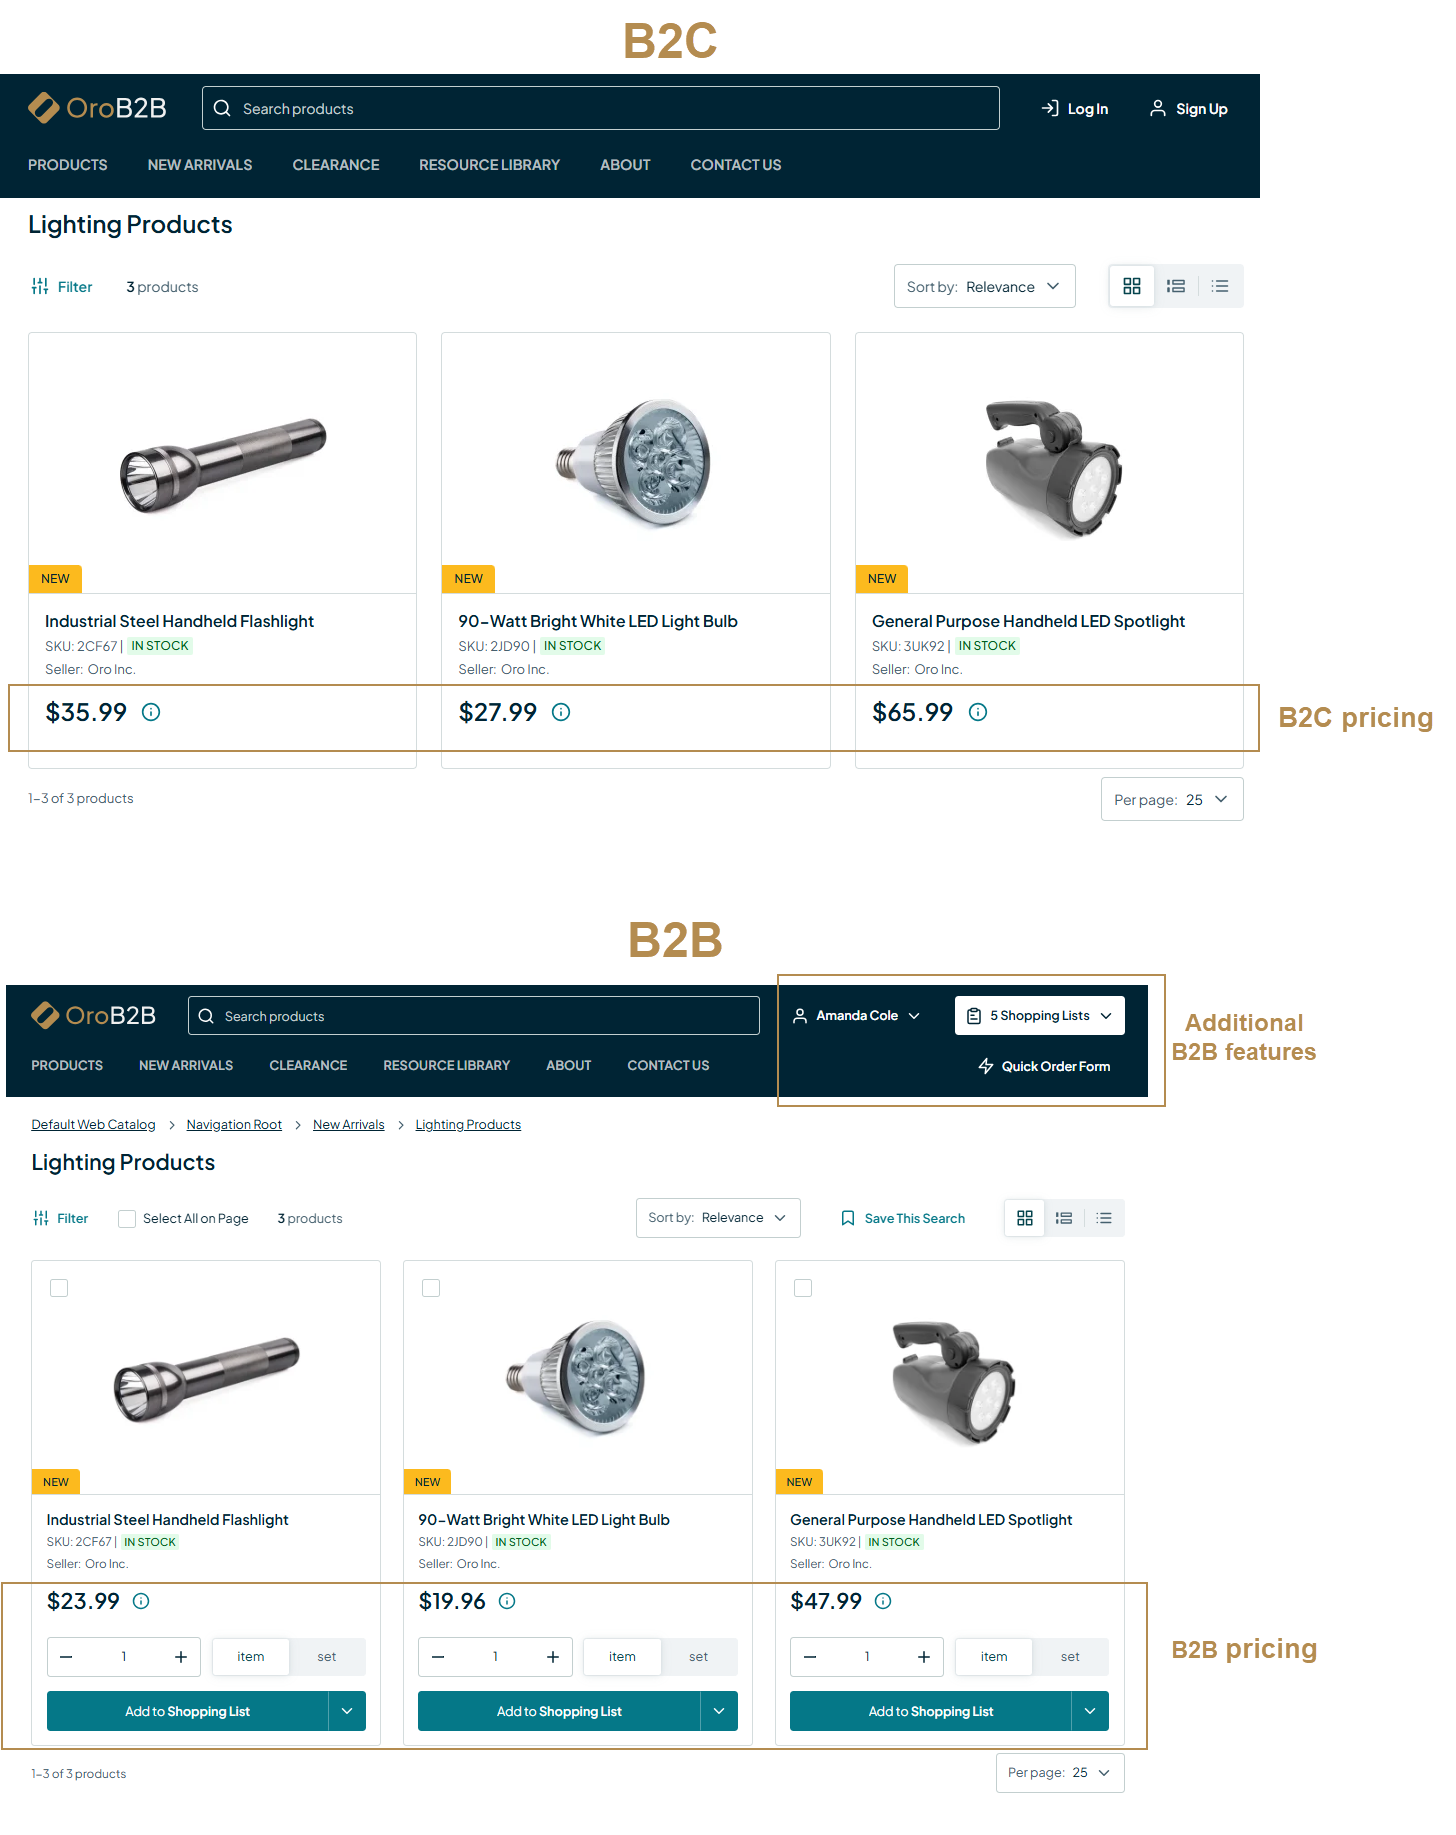 B2C
OroB2B
Search products
Log In
Sign Up
PRODUCTS NEW ARRIVALS CLEARANCE RESOURCE LIBRARY ABOUT CONTACT US
Lighting Products
Filter 3 products Sort by: Relevance
NEW NEW NEW
Industrial Steel Handheld Flashlight
SKU: 2CF67 | IN STOCK
Seller: Oro Inc.
$35.99
90-Watt Bright White LED Light Bulb
SKU: 2JD90 | IN STOCK
Seller: Oro Inc.
$27.99
General Purpose Handheld LED Spotlight
SKU: 3UK92 | IN STOCK
Seller: Oro Inc.
$65.99
B2C pricing
1-3 of 3 products
Per page: 25
B2B
OroB2B
Search products
Amanda Cole
5 Shopping Lists
PRODUCTS NEW ARRIVALS CLEARANCE RESOURCE LIBRARY ABOUT CONTACT US
Quick Order Form
Additional
B2B features
Default Web Catalog > Navigation Root > New Arrivals > Lighting Products
Lighting Products
Filter Select All on Page 3 products Sort by: Relevance Save This Search
NEW NEW NEW
Industrial Steel Handheld Flashlight
SKU: 2CF67 | IN STOCK
Seller: Oro Inc.
$23.99
1 item set
Add to Shopping List
90-Watt Bright White LED Light Bulb
SKU: 2JD90 | IN STOCK
Seller: Oro Inc.
$19.96
1 item set
Add to Shopping List
General Purpose Handheld LED Spotlight
SKU: 3UK92 | IN STOCK
Seller: Oro Inc.
$47.99
1 item set
Add to Shopping List
B2B pricing
1-3 of 3 products
Per page: 25